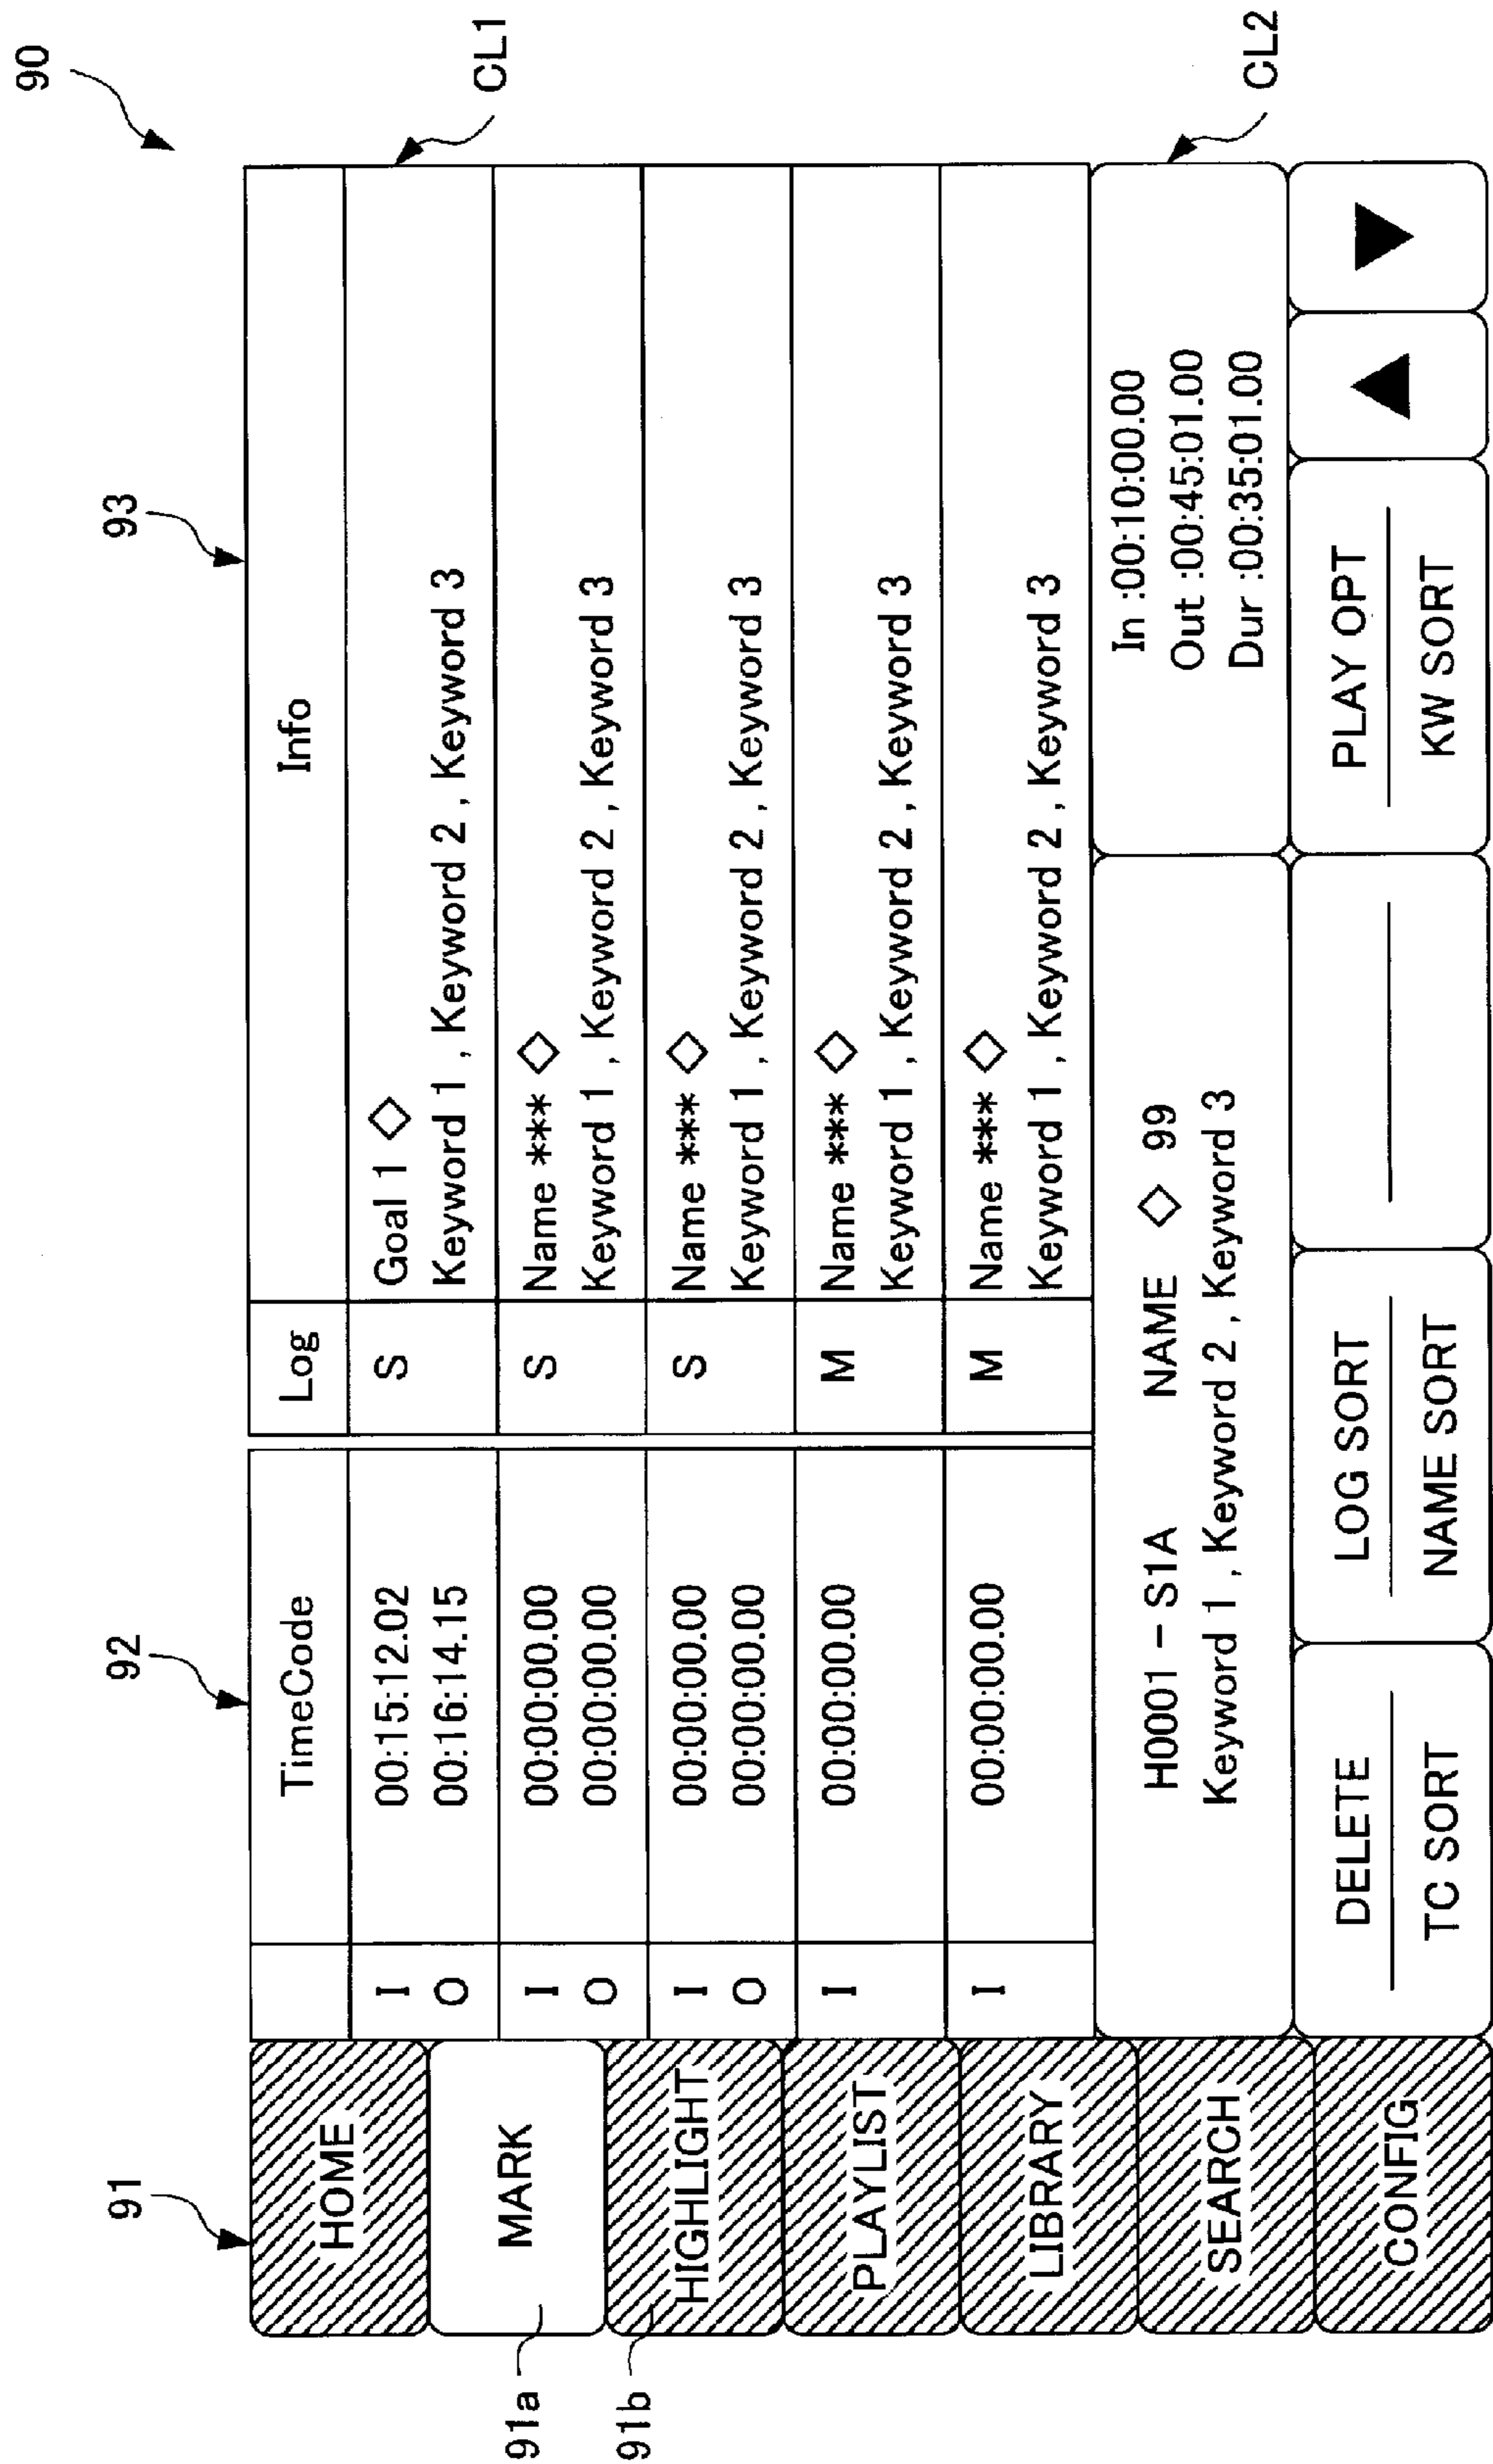 90
91
92
93
HOME
MARK
HIGHLIGHT
PLAYLIST
LIBRARY
SEARCH
CONFIG
91a
91b
TimeCode
Log
Info
I 00:15:12.02 S Goal 1 ◇
O 00:16:14.15 Keyword 1 , Keyword 2 , Keyword 3
CL1
I 00:00:00.00 S Name *** ◇
O 00:00:00.00 Keyword 1 , Keyword 2 , Keyword 3
I 00:00:00.00 S Name *** ◇
O 00:00:00.00 Keyword 1 , Keyword 2 , Keyword 3
I 00:00:00.00 M Name *** ◇
Keyword 1 , Keyword 2 , Keyword 3
I 00:00:00.00 M Name *** ◇
Keyword 1 , Keyword 2 , Keyword 3
H0001 – S1A NAME ◇ 99
Keyword 1 , Keyword 2 , Keyword 3
In :00:10:00.00
Out :00:45:01.00
Dur :00:35:01.00
CL2
DELETE
TC SORT
LOG SORT
NAME SORT
PLAY OPT
KW SORT
▲
▼